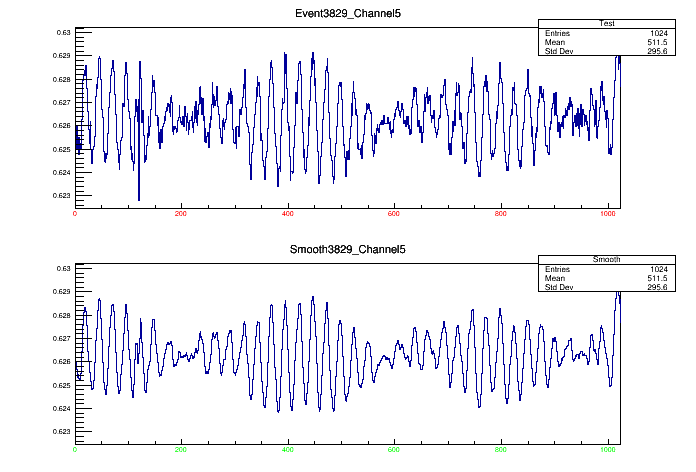 Event3829_Channel5
Test
Entries 1024
Mean 511.5
Std Dev 295.6
0.63
0.629
0.628
0.627
0.626
0.625
0.624
0.623
0 200 400 600 800 1000
Smooth3829_Channel5
Smooth
Entries 1024
Mean 511.5
Std Dev 295.6
0.63
0.629
0.628
0.627
0.626
0.625
0.624
0.623
0 200 400 600 800 1000